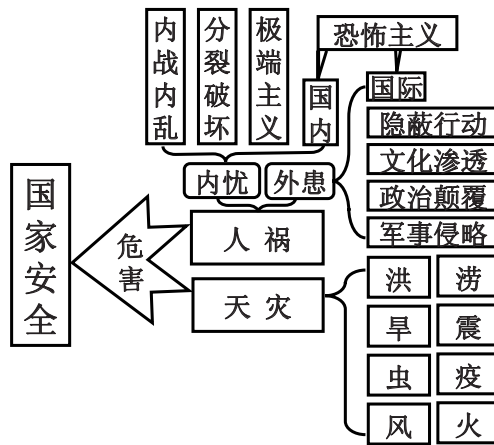 内战内乱
分裂破坏
极端主义
恐怖主义
国内
国际
隐蔽行动
文化渗透
政治颠覆
军事侵略
内忧
外患
国家安全
危害
人祸
天灾
洪
涝
旱
震
虫
疫
风
火